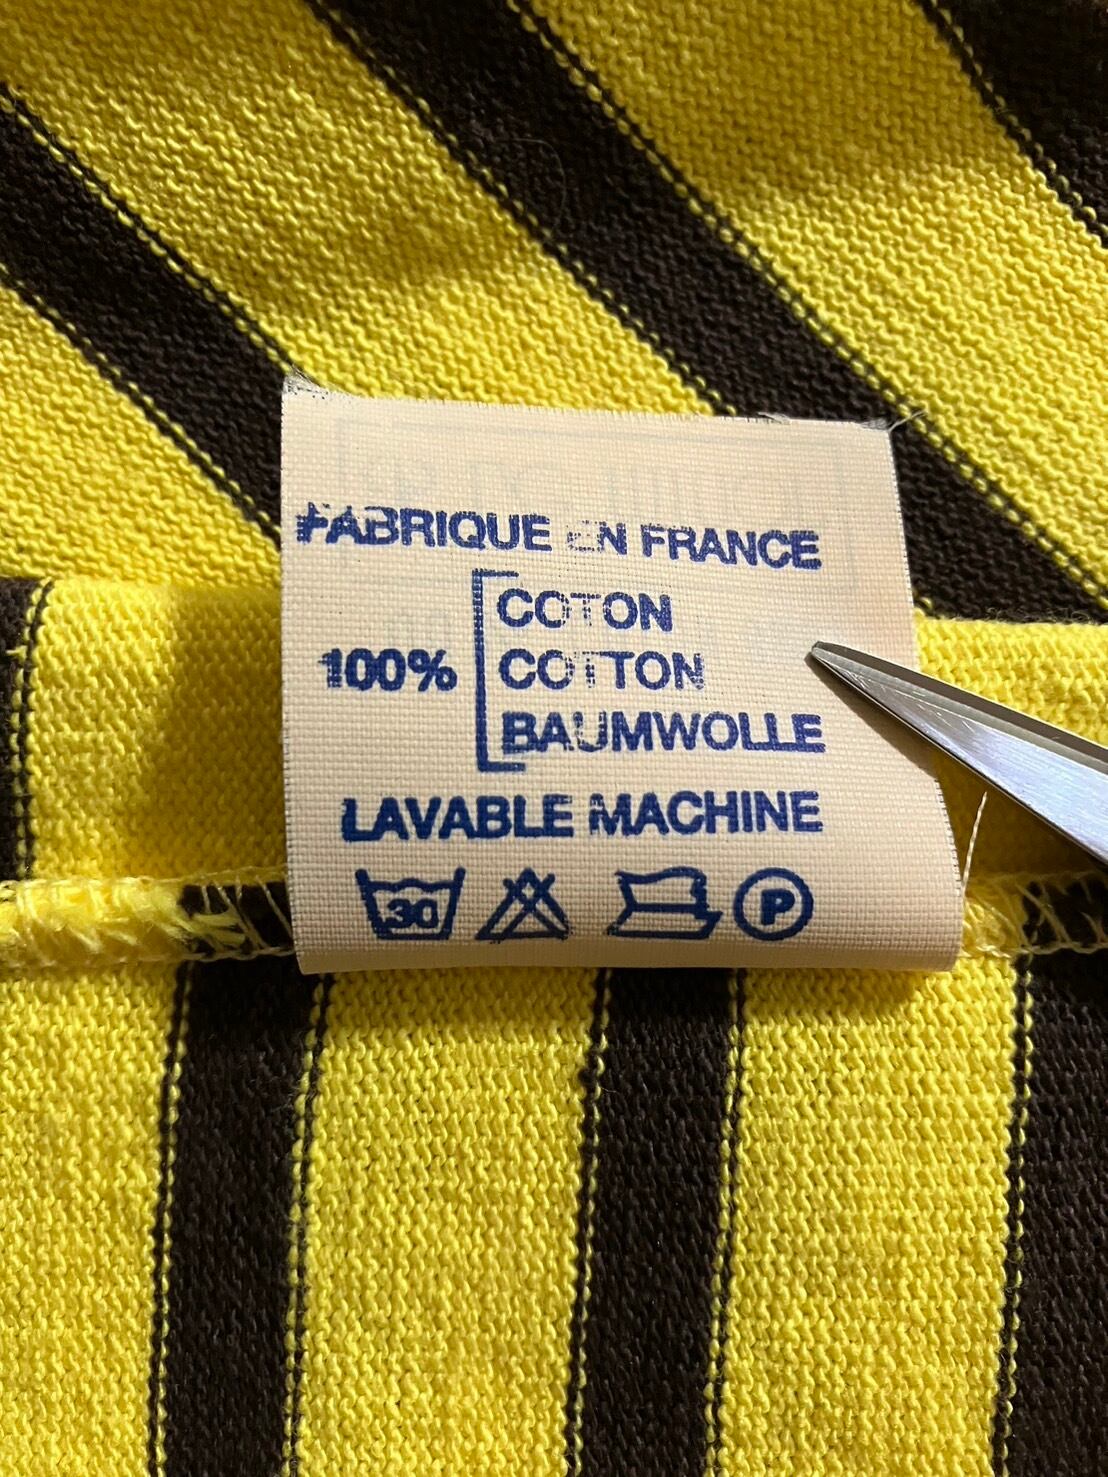 FABRIQUE EN FRANCE
100%
COTON
COTTON
BAUMWOLLE
LAVABLE MACHINE
30
P